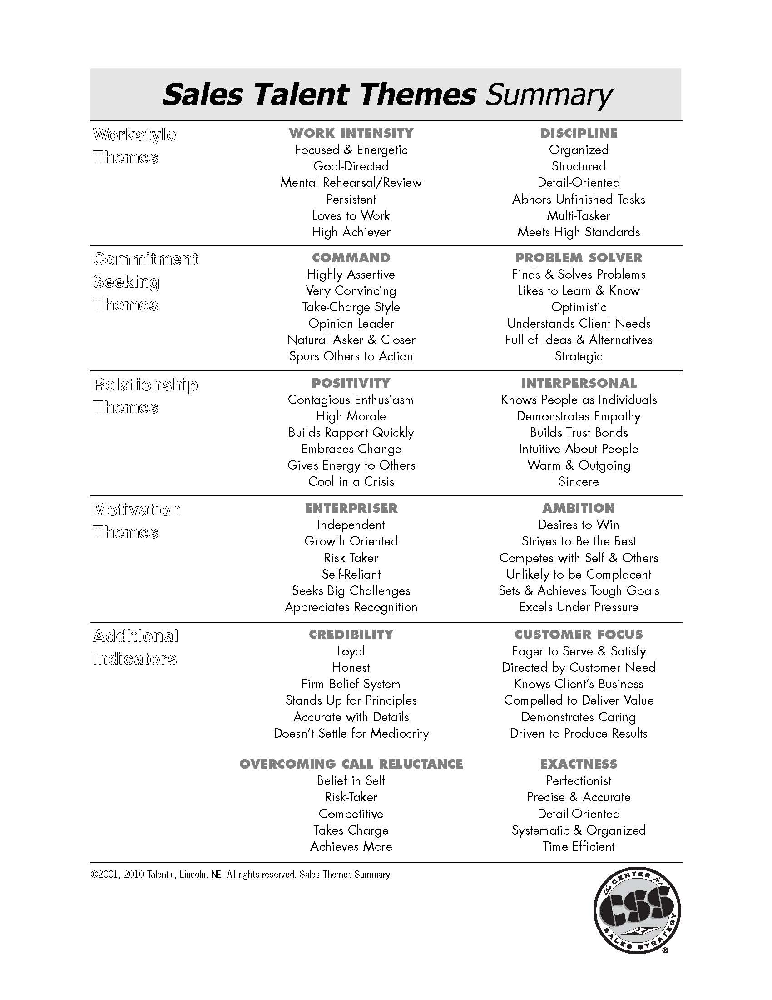 Sales Talent Themes Summary
Workstyle
Themes
WORK INTENSITY
Focused & Energetic
Goal-Directed
Mental Rehearsal/Review
Persistent
Loves to Work
High Achiever
DISCIPLINE
Organized
Structured
Detail-Oriented
Abhors Unfinished Tasks
Multi-Tasker
Meets High Standards
Commitment
Seeking
Themes
COMMAND
Highly Assertive
Very Convincing
Take-Charge Style
Opinion Leader
Natural Asker & Closer
Spurs Others to Action
PROBLEM SOLVER
Finds & Solves Problems
Likes to Learn & Know
Optimistic
Understands Client Needs
Full of Ideas & Alternatives
Strategic
Relationship
Themes
POSITIVITY
Contagious Enthusiasm
High Morale
Builds Rapport Quickly
Embraces Change
Gives Energy to Others
Cool in a Crisis
INTERPERSONAL
Knows People as Individuals
Demonstrates Empathy
Builds Trust Bonds
Intuitive About People
Warm & Outgoing
Sincere
Motivation
Themes
ENTERPRISER
Independent
Growth Oriented
Risk Taker
Self-Reliant
Seeks Big Challenges
Appreciates Recognition
AMBITION
Desires to Win
Strives to Be the Best
Competes with Self & Others
Unlikely to be Complacent
Sets & Achieves Tough Goals
Excels Under Pressure
Additional
Indicators
CREDIBILITY
Loyal
Honest
Firm Belief System
Stands Up for Principles
Accurate with Details
Doesn't Settle for Mediocrity
CUSTOMER FOCUS
Eager to Serve & Satisfy
Directed by Customer Need
Knows Client's Business
Compelled to Deliver Value
Demonstrates Caring
Driven to Produce Results
OVERCOMING CALL RELUCTANCE
Belief in Self
Risk-Taker
Competitive
Takes Charge
Achieves More
EXACTNESS
Perfectionist
Precise & Accurate
Detail-Oriented
Systematic & Organized
Time Efficient
©2001, 2010 Talent+, Lincoln, NE. All rights reserved. Sales Themes Summary.
the CENTER for
CSS
SALES STRATEGY
®